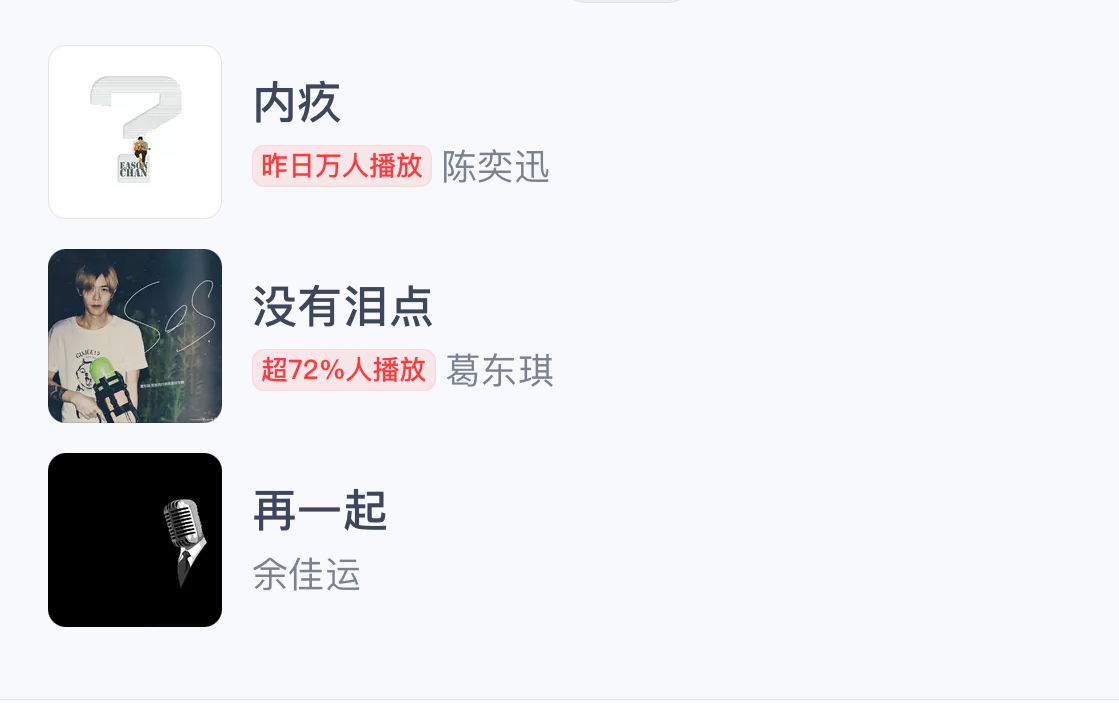 内疚
昨日万人播放 陈奕迅
EASON
CHAN
没有泪点
超72%人播放 葛东琪
SOS
再一起
余佳运